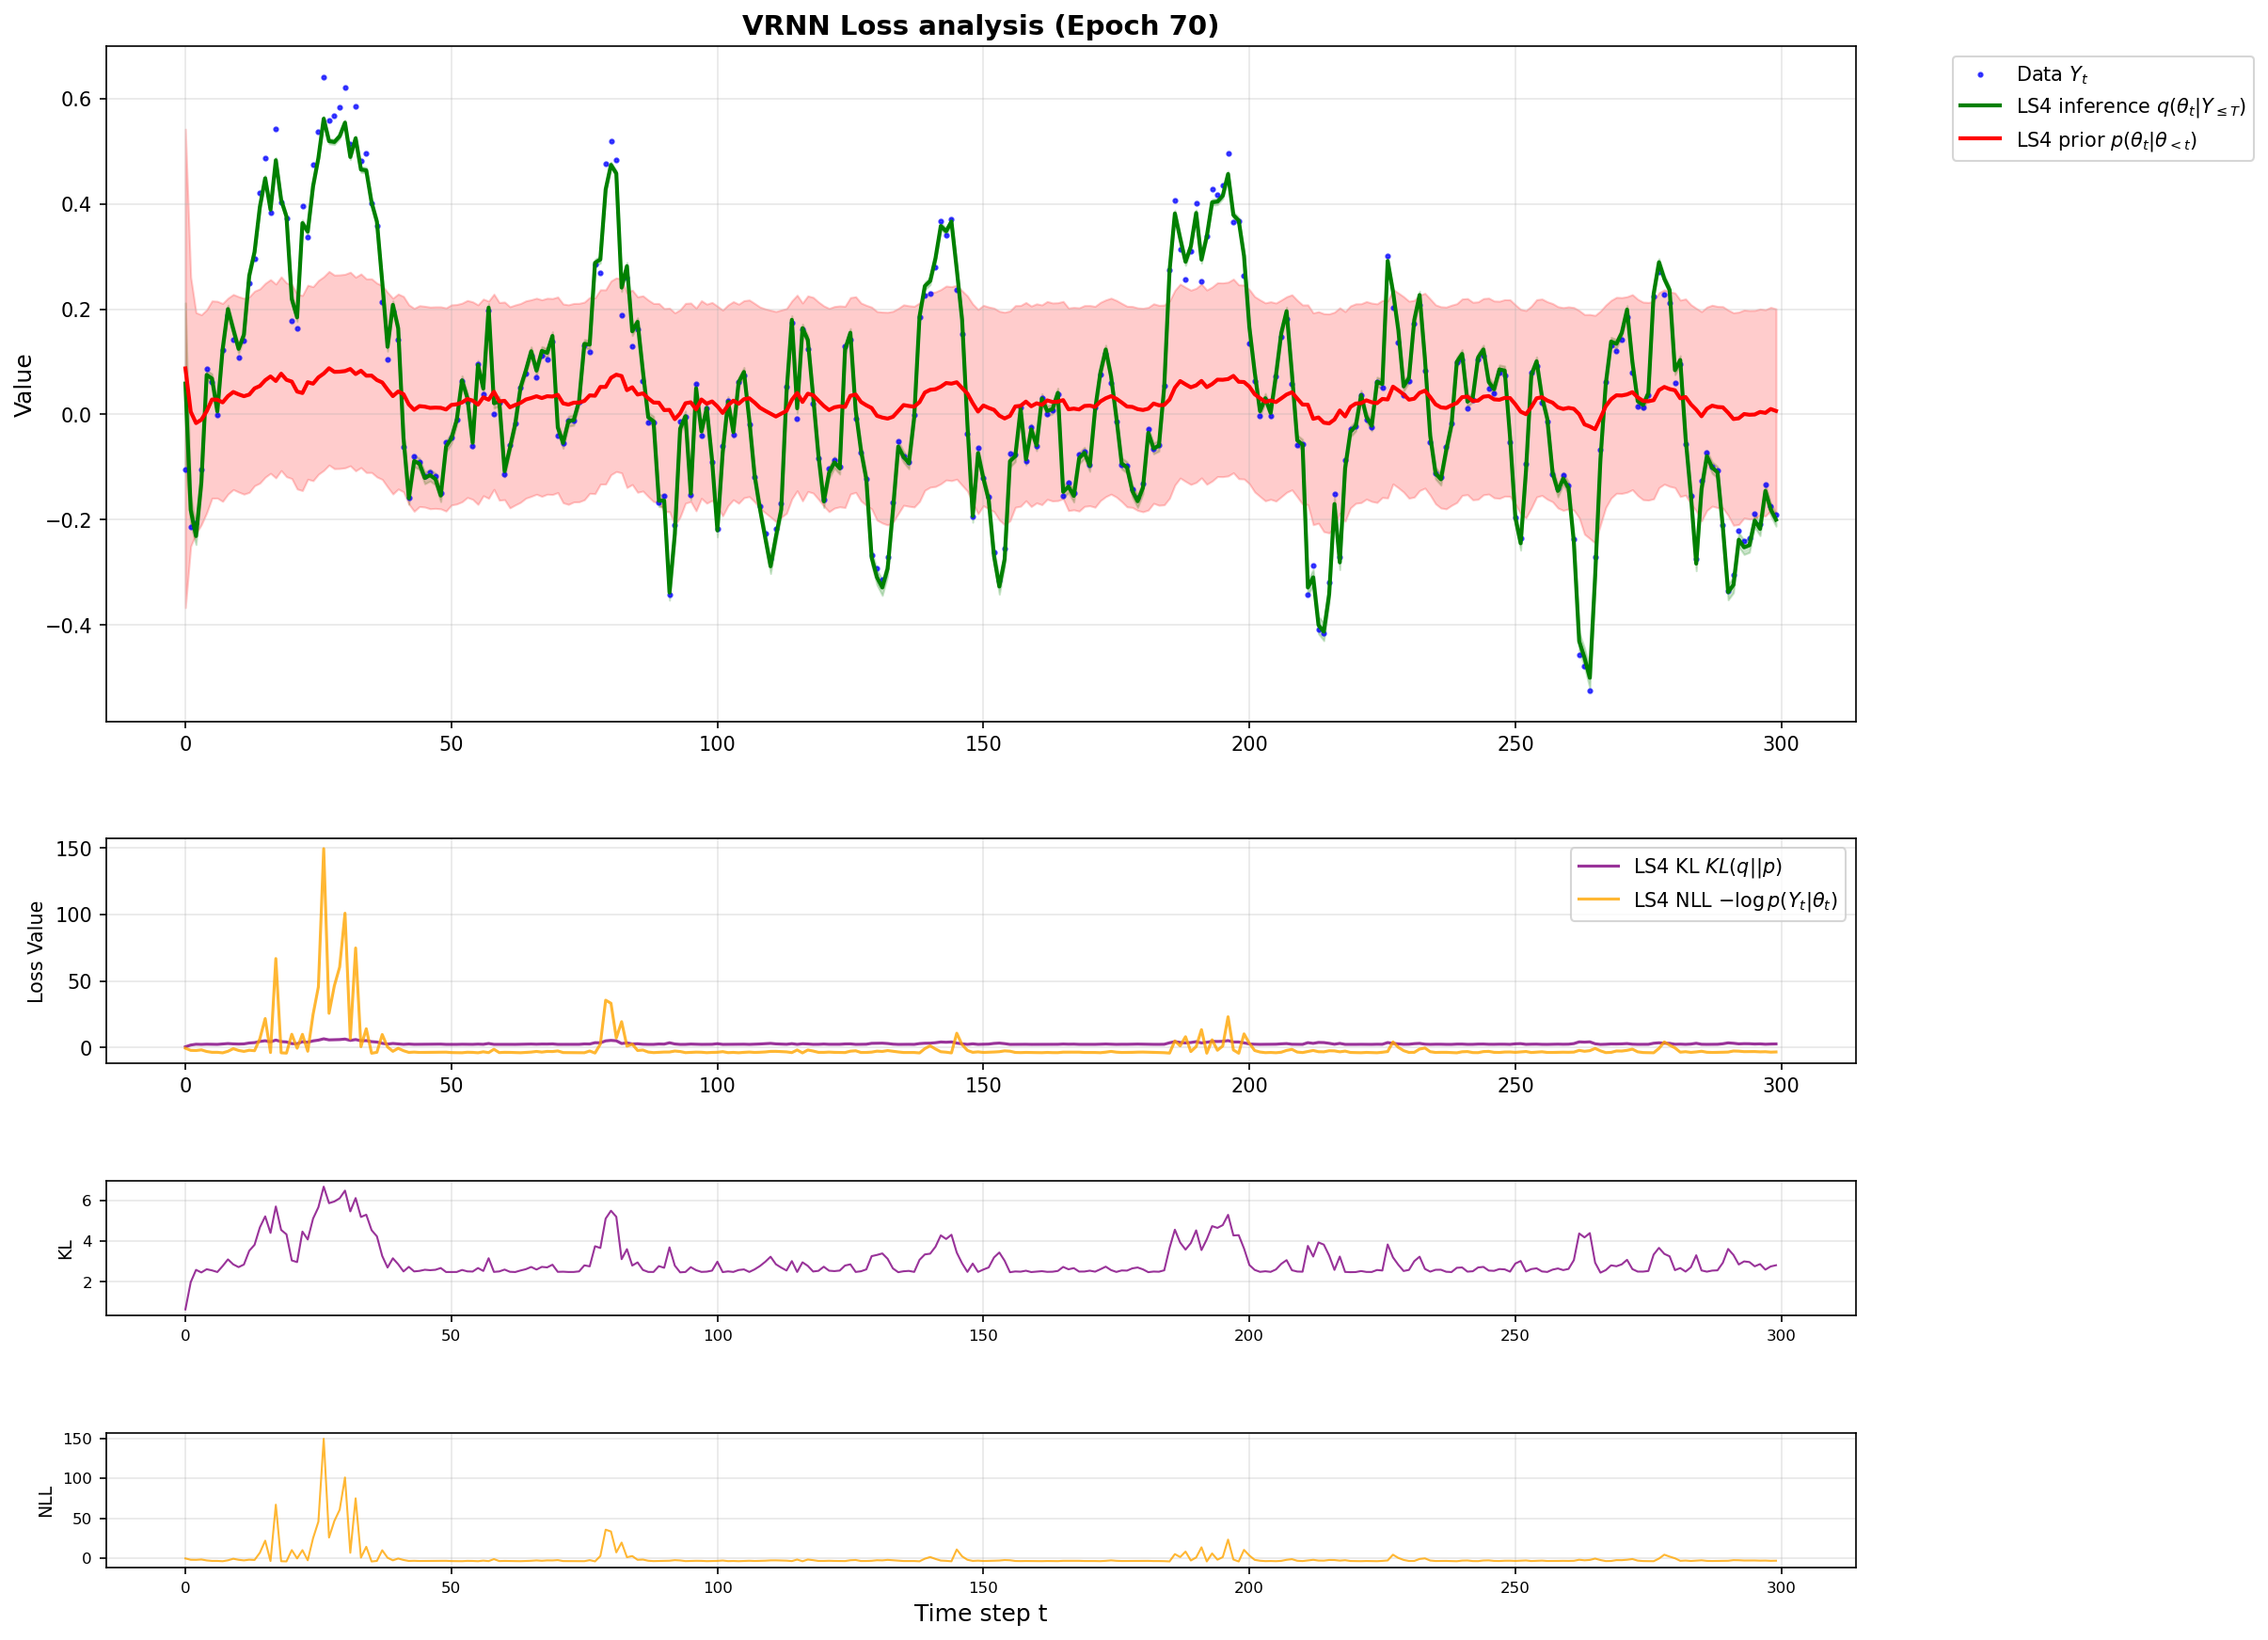 VRNN Loss analysis (Epoch 70)
Data Y_t
LS4 inference q(θ_t|Y_{≤T})
LS4 prior p(θ_t|θ_{<t})
Value
0.6
0.4
0.2
0.0
−0.2
−0.4
0 50 100 150 200 250 300
Loss Value
150
100
50
0
LS4 KL KL(q||p)
LS4 NLL −log p(Y_t|θ_t)
0 50 100 150 200 250 300
KL
6
4
2
0 50 100 150 200 250 300
NLL
150
100
50
0
0 50 100 150 200 250 300
Time step t